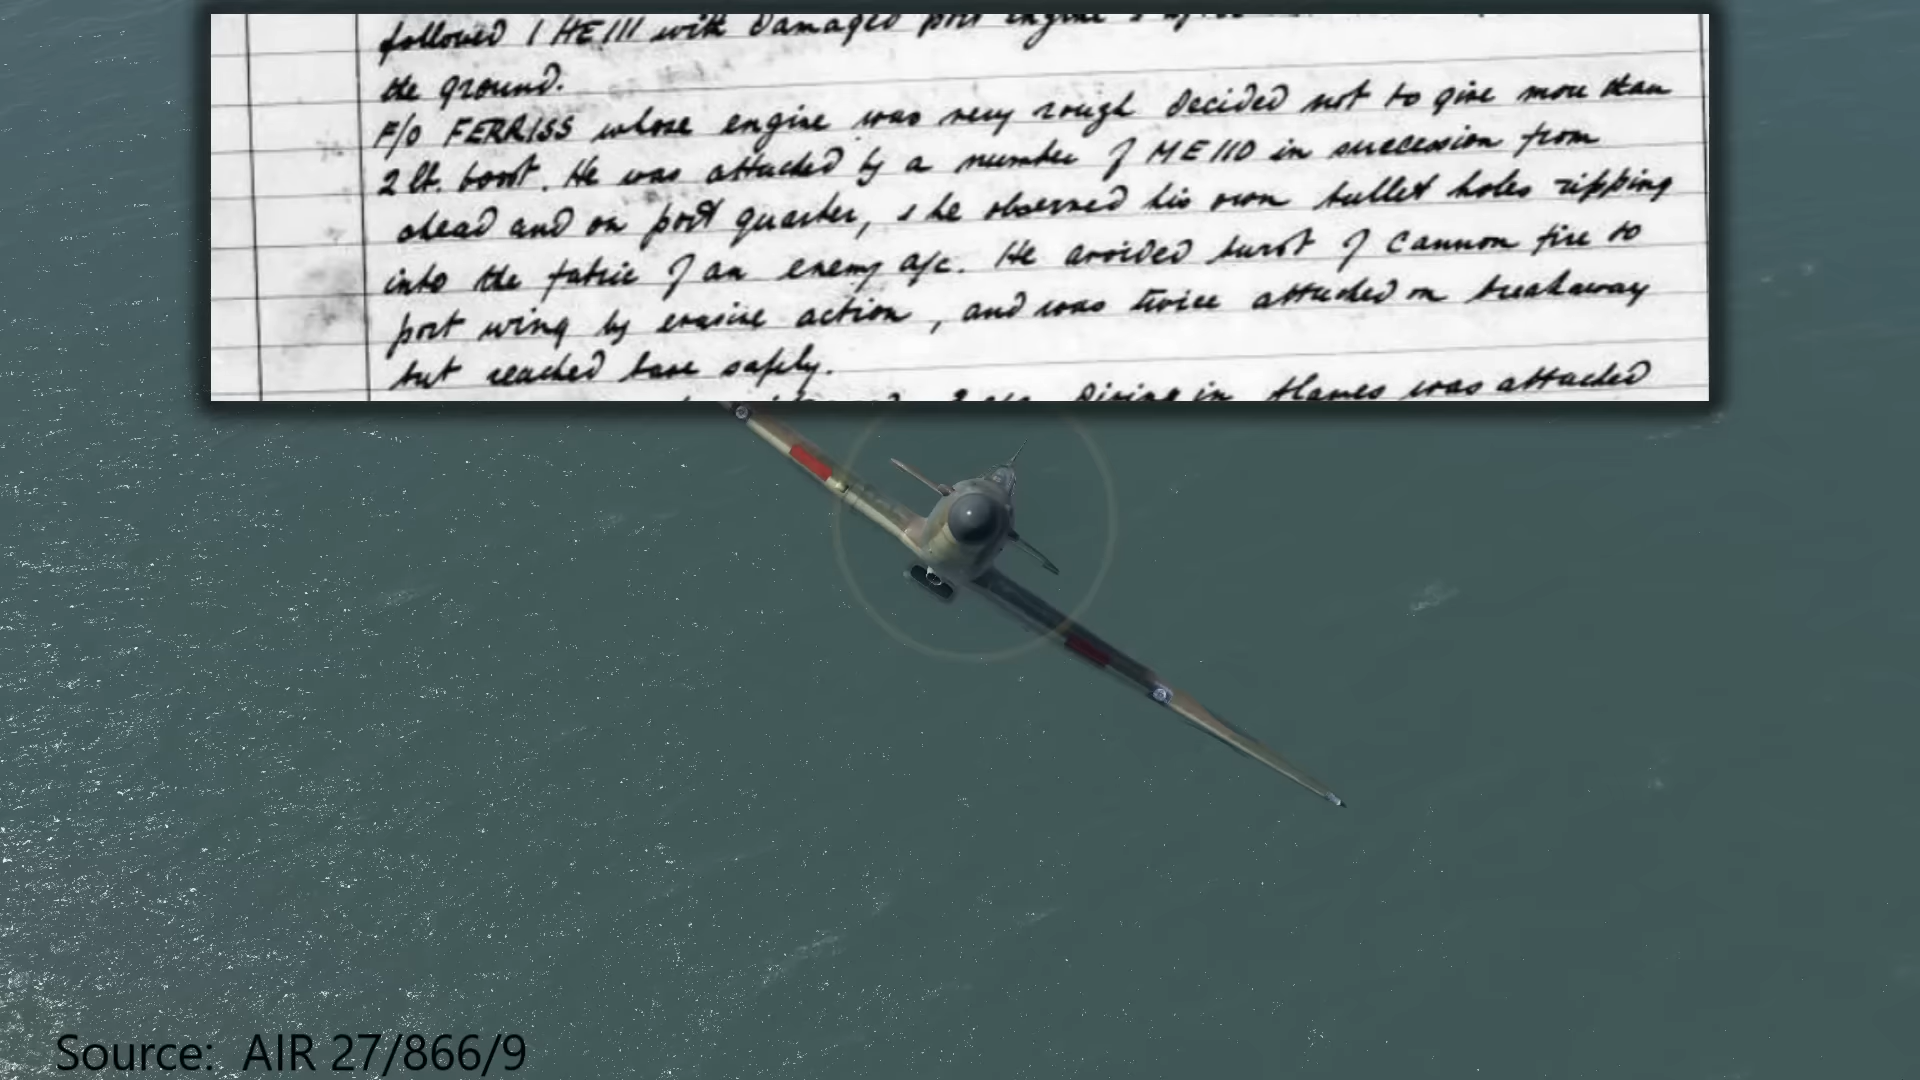 followed 1 HE 111 with damaged port engine
the ground.
F/O FERRISS whose engine was very rough decided not to give more than
2 lb. boost. He was attacked by a number of ME 110 in succession from
ahead and on port quarter, & he observed his own bullet holes ripping
into the fabric of an enemy a/c. He avoided burst of cannon fire to
port wing by evasive action, and was twice attacked on breakaway
but reached base safely.
diving in flames was attacked
Source: AIR 27/866/9